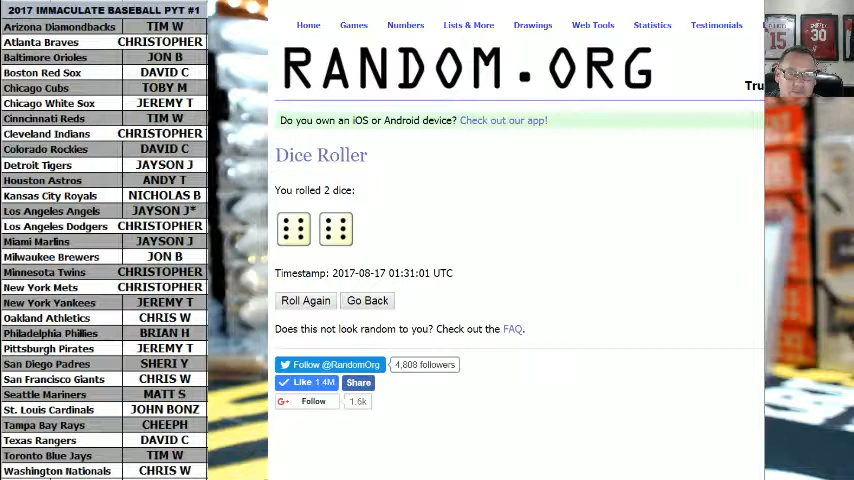 2017 IMMACULATE BASEBALL PYT #1
Arizona Diamondbacks TIM W
Atlanta Braves CHRISTOPHER
Baltimore Orioles JON B
Boston Red Sox DAVID C
Chicago Cubs TOBY M
Chicago White Sox JEREMY T
Cinncinati Reds TIM W
Cleveland Indians CHRISTOPHER
Colorado Rockies DAVID C
Detroit Tigers JAYSON J
Houston Astros ANDY T
Kansas City Royals NICHOLAS B
Los Angeles Angels JAYSON J*
Los Angeles Dodgers CHRISTOPHER
Miami Marlins JAYSON J
Milwaukee Brewers JON B
Minnesota Twins CHRISTOPHER
New York Mets CHRISTOPHER
New York Yankees JEREMY T
Oakland Athletics CHRIS W
Philadelphia Phillies BRIAN H
Pittsburgh Pirates JEREMY T
San Diego Padres SHERI Y
San Francisco Giants CHRIS W
Seattle Mariners MATT S
St. Louis Cardinals JOHN BONZ
Tampa Bay Rays CHEEPH
Texas Rangers DAVID C
Toronto Blue Jays TIM W
Washington Nationals CHRIS W
Home Games Numbers Lists & More Drawings Web Tools Statistics Testimonials
RANDOM.ORG
Tru
Do you own an iOS or Android device? Check out our app!
Dice Roller
You rolled 2 dice:
Timestamp: 2017-08-17 01:31:01 UTC
Roll Again Go Back
Does this not look random to you? Check out the FAQ.
Follow @RandomOrg 4,808 followers
Like 1.4M Share
G+ Follow 1.6k
15
30